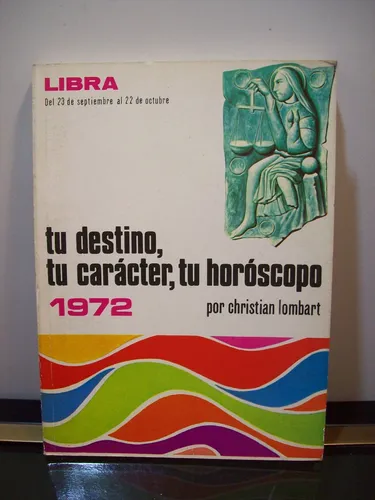 LIBRA
Del 23 de septiembre al 22 de octubre
tu destino,
tu carácter, tu horóscopo
1972
por christian lombart